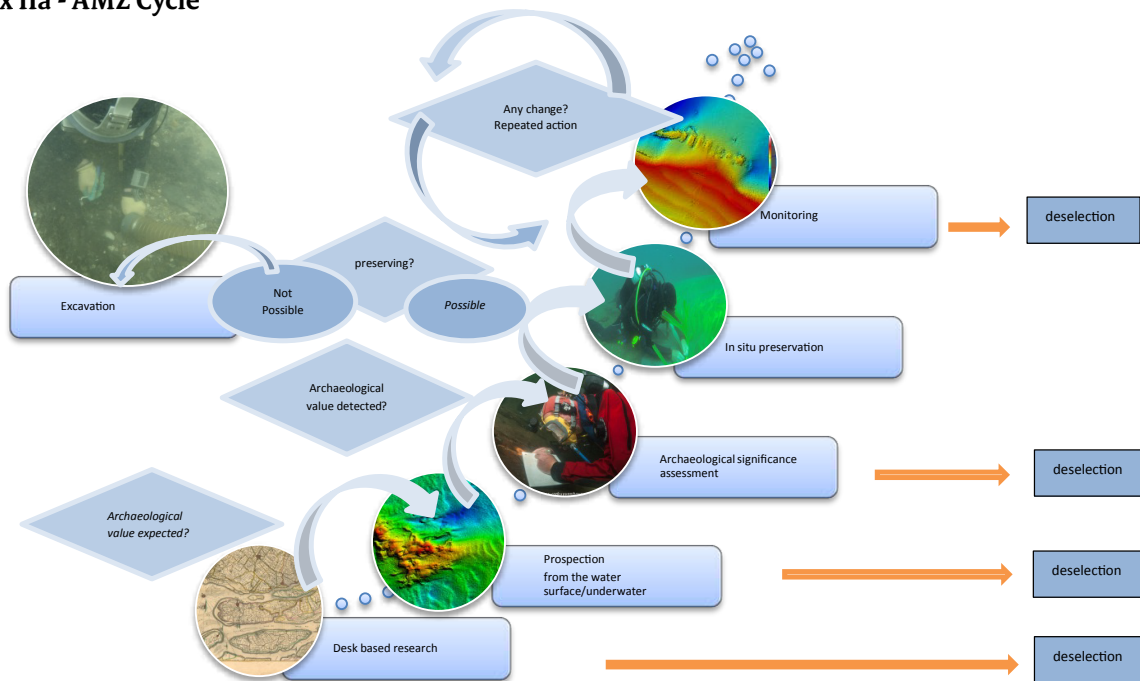 x IIa - AMZ Cycle
Any change?
Repeated action
Monitoring
deselection
preserving?
Not
Possible
Possible
Excavation
In situ preservation
Archaeological
value detected?
Archaeological significance
assessment
deselection
Archaeological
value expected?
Prospection
from the water
surface/underwater
deselection
Desk based research
deselection